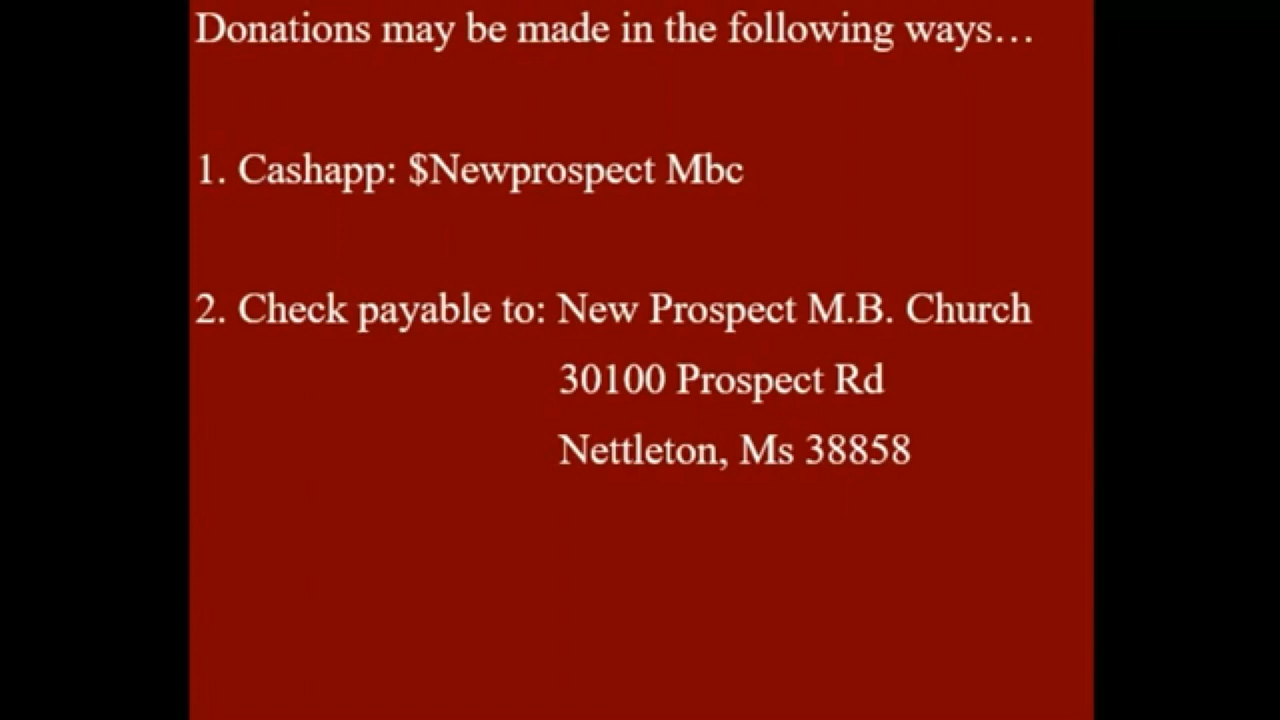 Donations may be made in the following ways…
1. Cashapp: $Newprospect Mbc
2. Check payable to: New Prospect M.B. Church
30100 Prospect Rd
Nettleton, Ms 38858